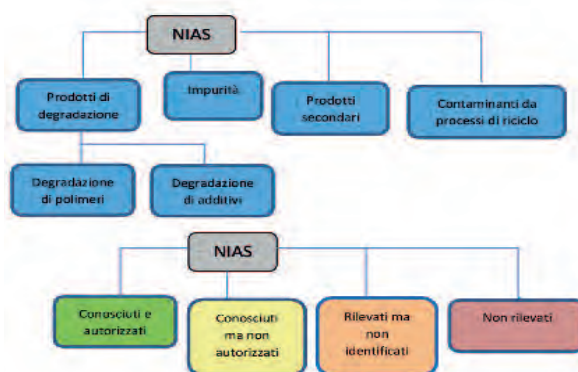 NIAS
Prodotti di
degradazione
Impurità
Prodotti
secondari
Contaminanti da
processi di riciclo
Degradazione
di polimeri
Degradazione
di additivi
NIAS
Conosciuti e
autorizzati
Conosciuti
ma non
autorizzati
Rilevati ma
non
identificati
Non rilevati